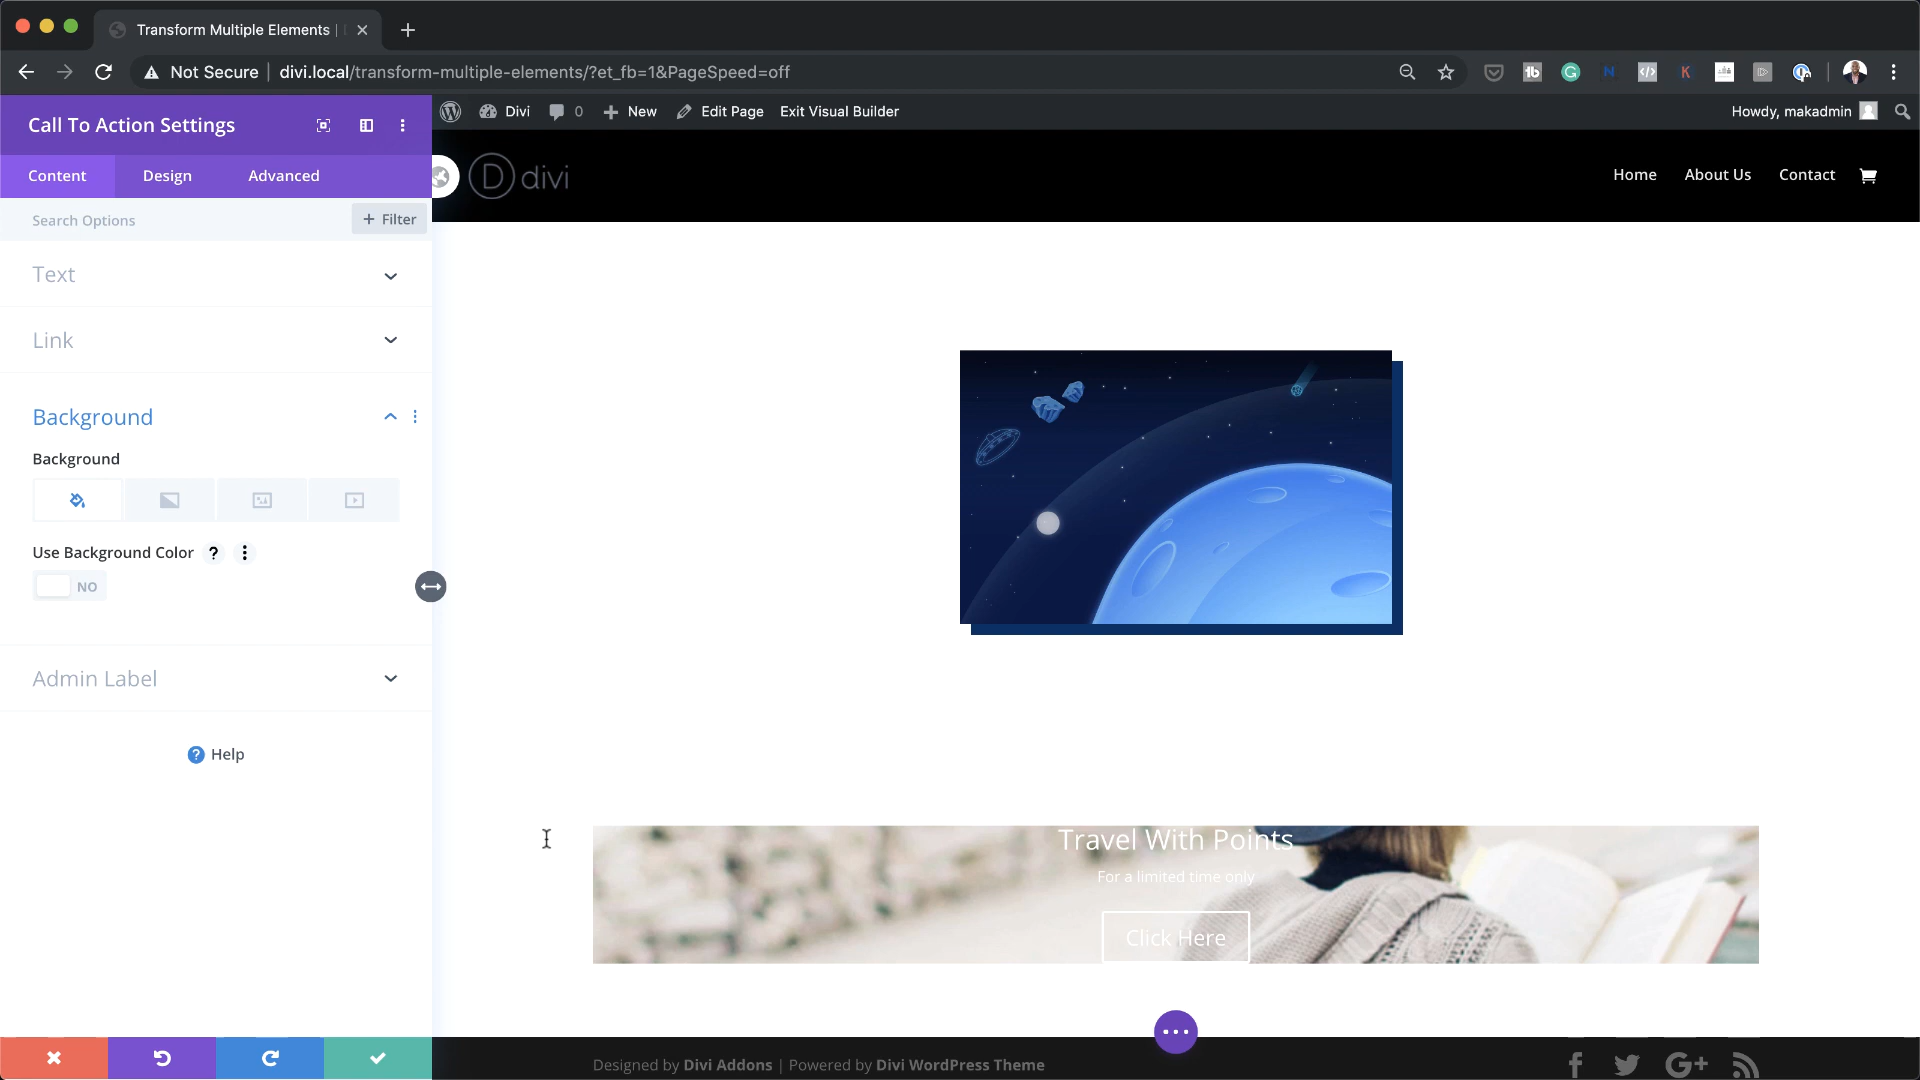 Transform Multiple Elements |
Not Secure | divi.local/transform-multiple-elements/?et_fb=1&PageSpeed=off
Call To Action Settings
Divi 0 New Edit Page Exit Visual Builder Howdy, makadmin
Content Design Advanced
divi
Home About Us Contact
Search Options + Filter
Text
Link
Background
Background
Use Background Color ?
NO
Admin Label
? Help
Travel With Points
For a limited time only
Click Here
Designed by Divi Addons | Powered by Divi WordPress Theme